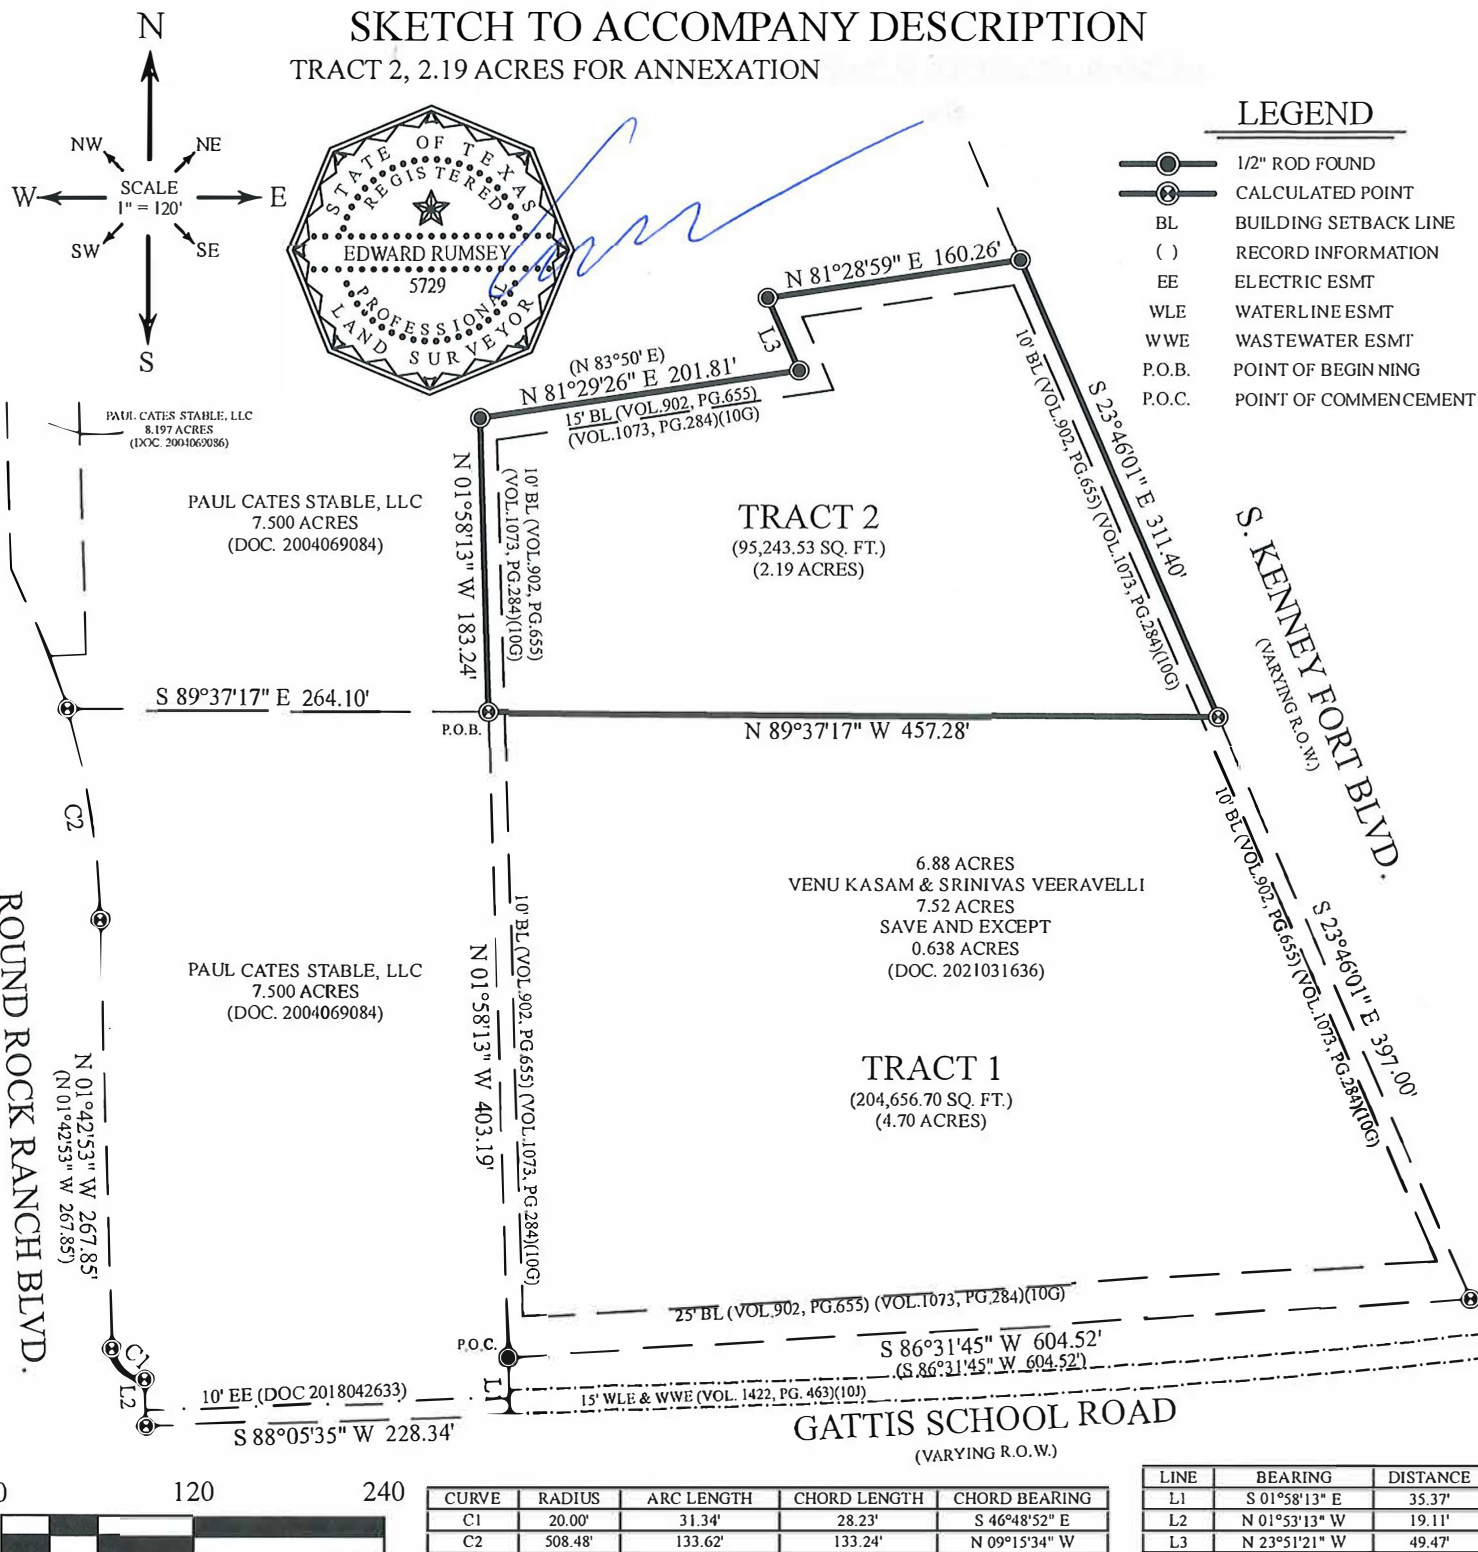 SKETCH TO ACCOMPANY DESCRIPTION
TRACT 2, 2.19 ACRES FOR ANNEXATION
N
NW
NE
W
SCALE
1" = 120'
E
SW
SE
S
STATE OF TEXAS
REGISTERED
EDWARD RUMSEY
5729
PROFESSIONAL
LAND SURVEYOR
LEGEND
1/2" ROD FOUND
CALCULATED POINT
BL BUILDING SETBACK LINE
( ) RECORD INFORMATION
EE ELECTRIC ESMT
WLE WATERLINE ESMT
WWE WASTEWATER ESMT
P.O.B. POINT OF BEGINNING
P.O.C. POINT OF COMMENCEMENT
N 81°28'59" E 160.26'
L3
(N 83°50' E)
N 81°29'26" E 201.81'
15' BL (VOL.902, PG.655)
(VOL.1073, PG.284)(10G)
PAUL CATES STABLE, LLC
8.197 ACRES
(DOC. 2004069086)
PAUL CATES STABLE, LLC
7.500 ACRES
(DOC. 2004069084)
N 01°58'13" W 183.24'
10' BL (VOL.902, PG.655)
(VOL.1073, PG.284)(10G)
TRACT 2
(95,243.53 SQ. FT.)
(2.19 ACRES)
10' BL (VOL.902, PG.655) (VOL.1073, PG.284)(10G)
S 23°46'01" E 311.40'
S. KENNEY FORT BLVD.
(VARYING R.O.W.)
S 89°37'17" E 264.10'
P.O.B.
N 89°37'17" W 457.28'
C2
6.88 ACRES
VENU KASAM & SRINIVAS VEERAVELLI
7.52 ACRES
SAVE AND EXCEPT
0.638 ACRES
(DOC. 2021031636)
10' BL (VOL.902, PG.655) (VOL.1073, PG.284)(10G)
S 23°46'01" E 397.00'
ROUND ROCK RANCH BLVD.
PAUL CATES STABLE, LLC
7.500 ACRES
(DOC. 2004069084)
N 01°58'13" W 403.19'
10' BL (VOL.902, PG.655) (VOL.1073, PG.284)(10G)
N 01°42'53" W 267.85'
(N 01°42'53" W 267.85')
TRACT 1
(204,656.70 SQ. FT.)
(4.70 ACRES)
25' BL (VOL.902, PG.655) (VOL.1073, PG.284)(10G)
P.O.C.
S 86°31'45" W 604.52'
(S 86°31'45" W 604.52')
C1
L2
L1
10' EE (DOC 2018042633)
15' WLE & WWE (VOL. 1422, PG. 463)(10J)
S 88°05'35" W 228.34'
GATTIS SCHOOL ROAD
(VARYING R.O.W.)
0 120 240
CURVE RADIUS ARC LENGTH CHORD LENGTH CHORD BEARING
C1 20.00' 31.34' 28.23' S 46°48'52" E
C2 508.48' 133.62' 133.24' N 09°15'34" W
LINE BEARING DISTANCE
L1 S 01°58'13" E 35.37'
L2 N 01°53'13" W 19.11'
L3 N 23°51'21" W 49.47'